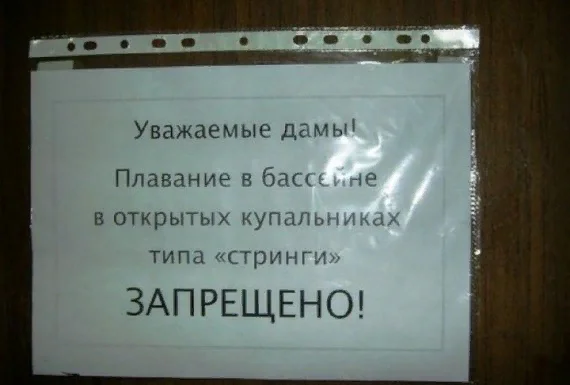 Уважаемые дамы!
Плавание в бассейне
в открытых купальниках
типа «стринги»
ЗАПРЕЩЕНО!